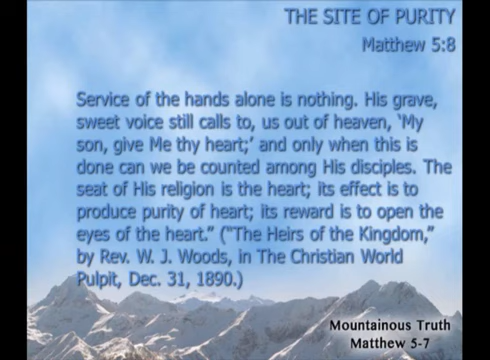 THE SITE OF PURITY
Matthew 5:8
Service of the hands alone is nothing. His grave,
sweet voice still calls to, us out of heaven, ‘My
son, give Me thy heart;’ and only when this is
done can we be counted among His disciples. The
seat of His religion is the heart; its effect is to
produce purity of heart; its reward is to open the
eyes of the heart.” (“The Heirs of the Kingdom,”
by Rev. W. J. Woods, in The Christian World
Pulpit, Dec. 31, 1890.)
Mountainous Truth
Matthew 5-7